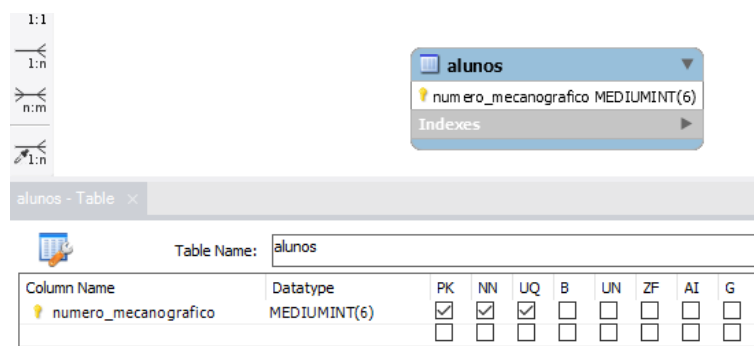 1:1
1:n
n:m
1:n
alunos
numero_mecanografico MEDIUMINT(6)
Indexes
alunos - Table ×
Table Name: alunos
Column Name Datatype PK NN UQ B UN ZF AI G
numero_mecanografico MEDIUMINT(6)